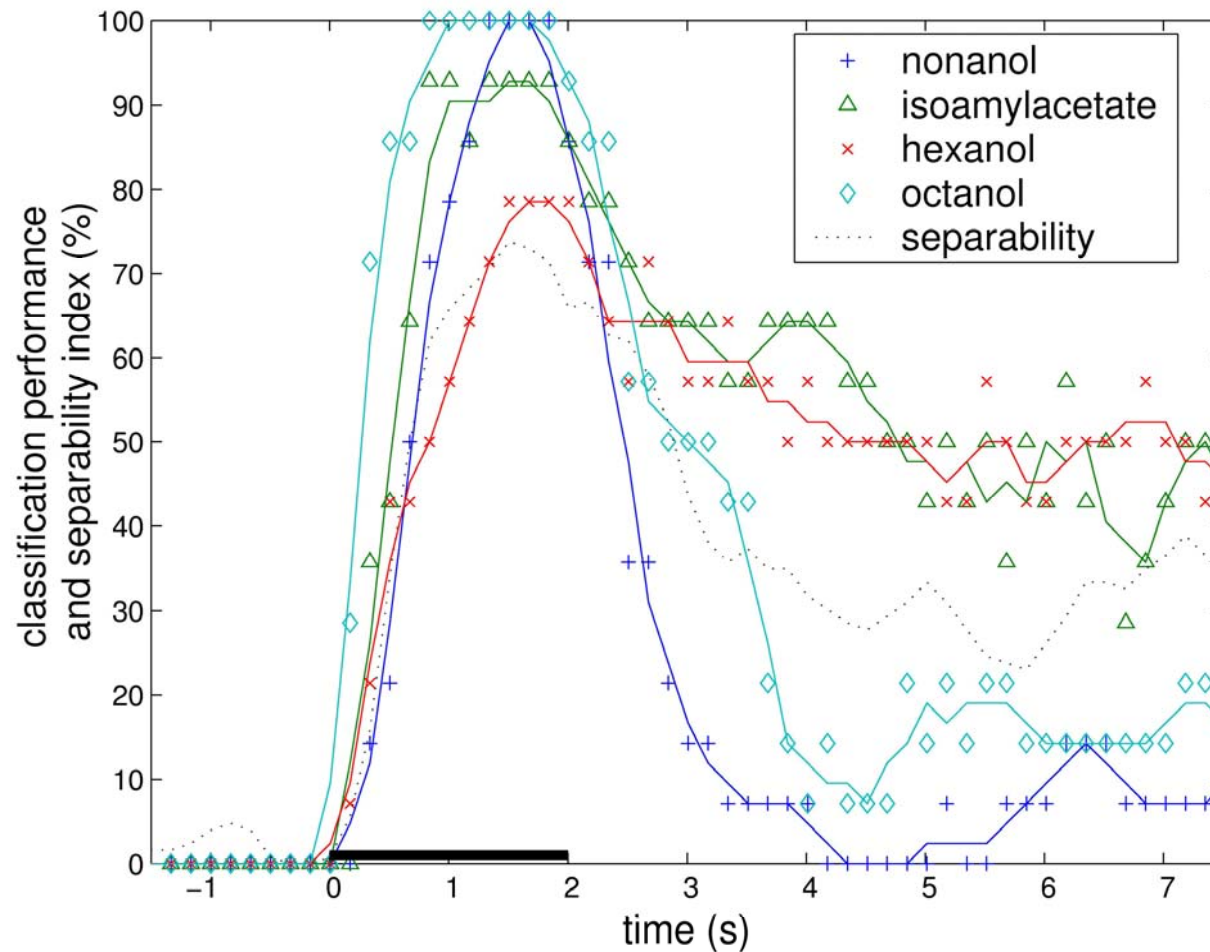 classification performance
and separability index (%)
100
90
80
70
60
50
40
30
20
10
0
nonanol
isoamylacetate
hexanol
octanol
separability
−1 0 1 2 3 4 5 6 7
time (s)